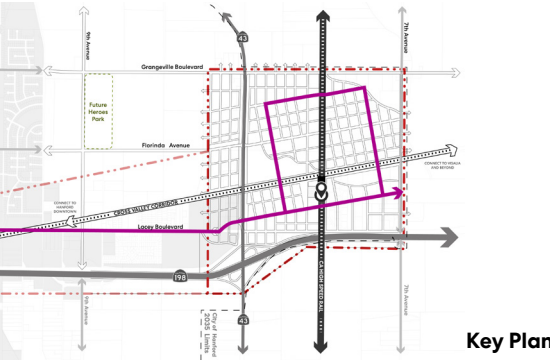 43
9th Avenue
7th Avenue
Grangeville Boulevard
Future
Heroes
Park
Florinda Avenue
CONNECT TO VISALIA
AND BEYOND
CONNECT TO
HANFORD
DOWNTOWN
CROSS VALLEY CORRIDOR
Lacey Boulevard
198
HIGH SPEED RAIL
9th Avenue
7th Avenue
43
City of Hanford
2035 Limits
Key Plan